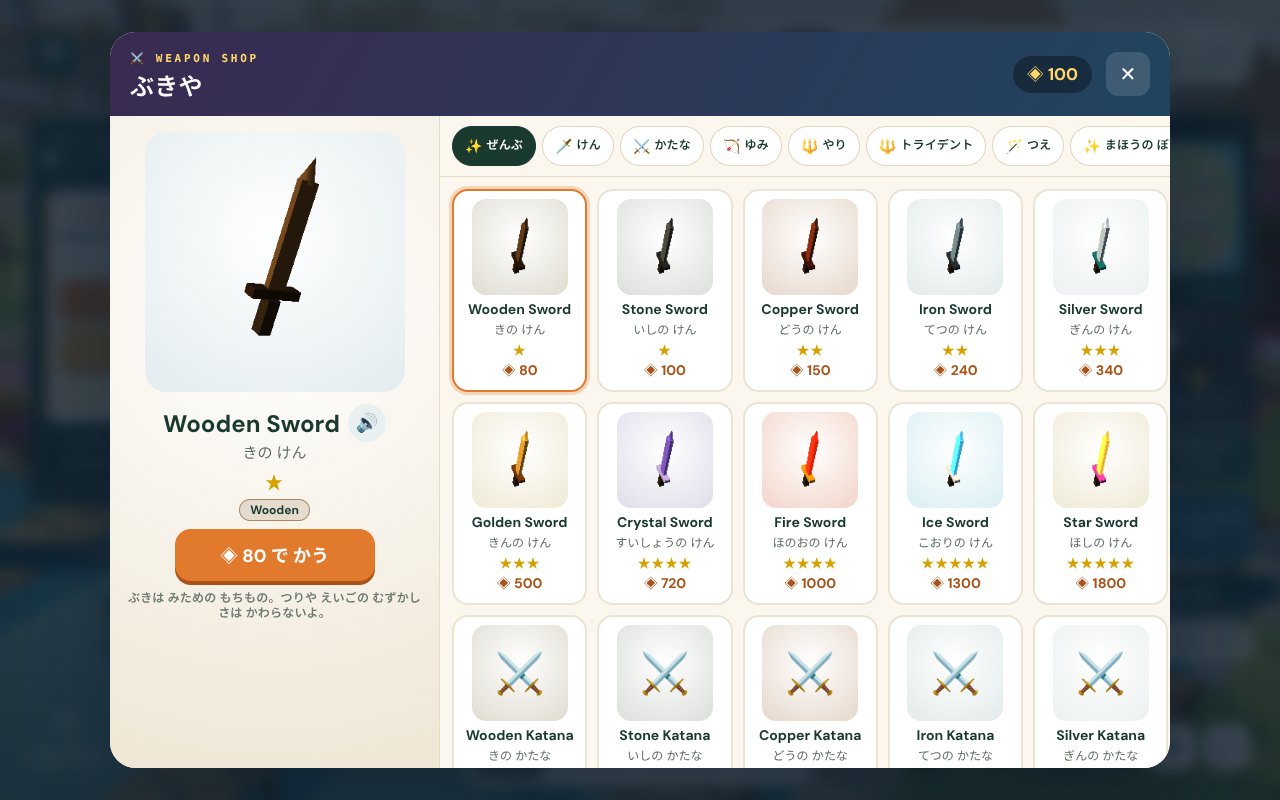 WEAPON SHOP
ぶきや
100
✕
ぜんぶ
けん
かたな
ゆみ
やり
トライデント
つえ
まほうの ぼ
Wooden Sword
きの けん
★
Wooden
◈ 80 で かう
ぶきは みための もちもの。つりや えいごの むずかし
さは かわらないよ。
Wooden Sword
きの けん
★
◈ 80
Stone Sword
いしの けん
★
◈ 100
Copper Sword
どうの けん
★★
◈ 150
Iron Sword
てつの けん
★★
◈ 240
Silver Sword
ぎんの けん
★★★
◈ 340
Golden Sword
きんの けん
★★★
◈ 500
Crystal Sword
すいしょうの けん
★★★★
◈ 720
Fire Sword
ほのおの けん
★★★★
◈ 1000
Ice Sword
こおりの けん
★★★★★
◈ 1300
Star Sword
ほしの けん
★★★★★
◈ 1800
Wooden Katana
きの かたな
Stone Katana
いしの かたな
Copper Katana
どうの かたな
Iron Katana
てつの かたな
Silver Katana
ぎんの かたな